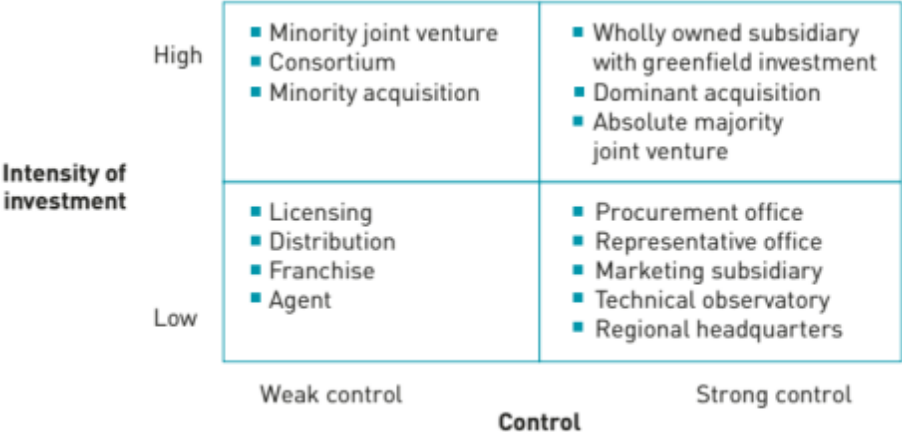 High
■ Minority joint venture
■ Consortium
■ Minority acquisition
■ Wholly owned subsidiary
with greenfield investment
■ Dominant acquisition
■ Absolute majority
joint venture
Intensity of
investment
Low
■ Licensing
■ Distribution
■ Franchise
■ Agent
■ Procurement office
■ Representative office
■ Marketing subsidiary
■ Technical observatory
■ Regional headquarters
Weak control
Strong control
Control